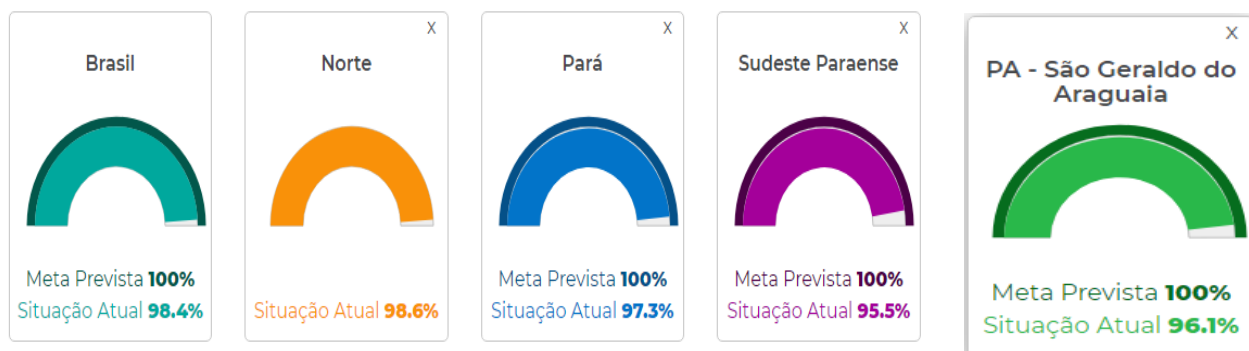 Brasil
Meta Prevista 100%
Situação Atual 98.4%
X
Norte
Situação Atual 98.6%
X
Pará
Meta Prevista 100%
Situação Atual 97.3%
X
Sudeste Paraense
Meta Prevista 100%
Situação Atual 95.5%
X
PA - São Geraldo do
Araguaia
Meta Prevista 100%
Situação Atual 96.1%